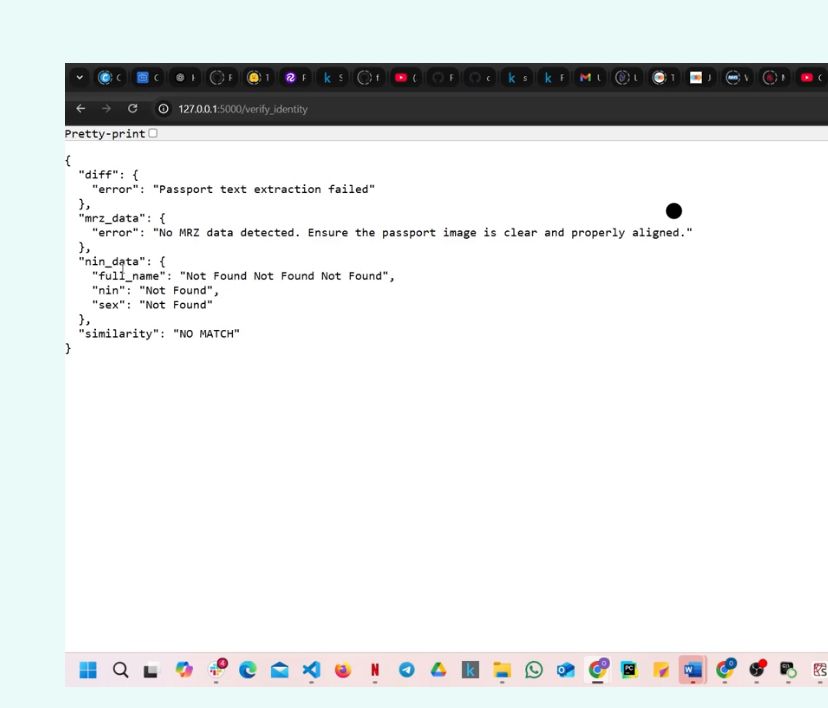 C C H F T F k S f ( F c k s k F U L T J V N C
127.0.0.1:5000/verify_identity
Pretty-print
{
"diff": {
"error": "Passport text extraction failed"
},
"mrz_data": {
"error": "No MRZ data detected. Ensure the passport image is clear and properly aligned."
},
"nin_data": {
"full_name": "Not Found Not Found Not Found",
"nin": "Not Found",
"sex": "Not Found"
},
"similarity": "NO MATCH"
}
4 N k PC W